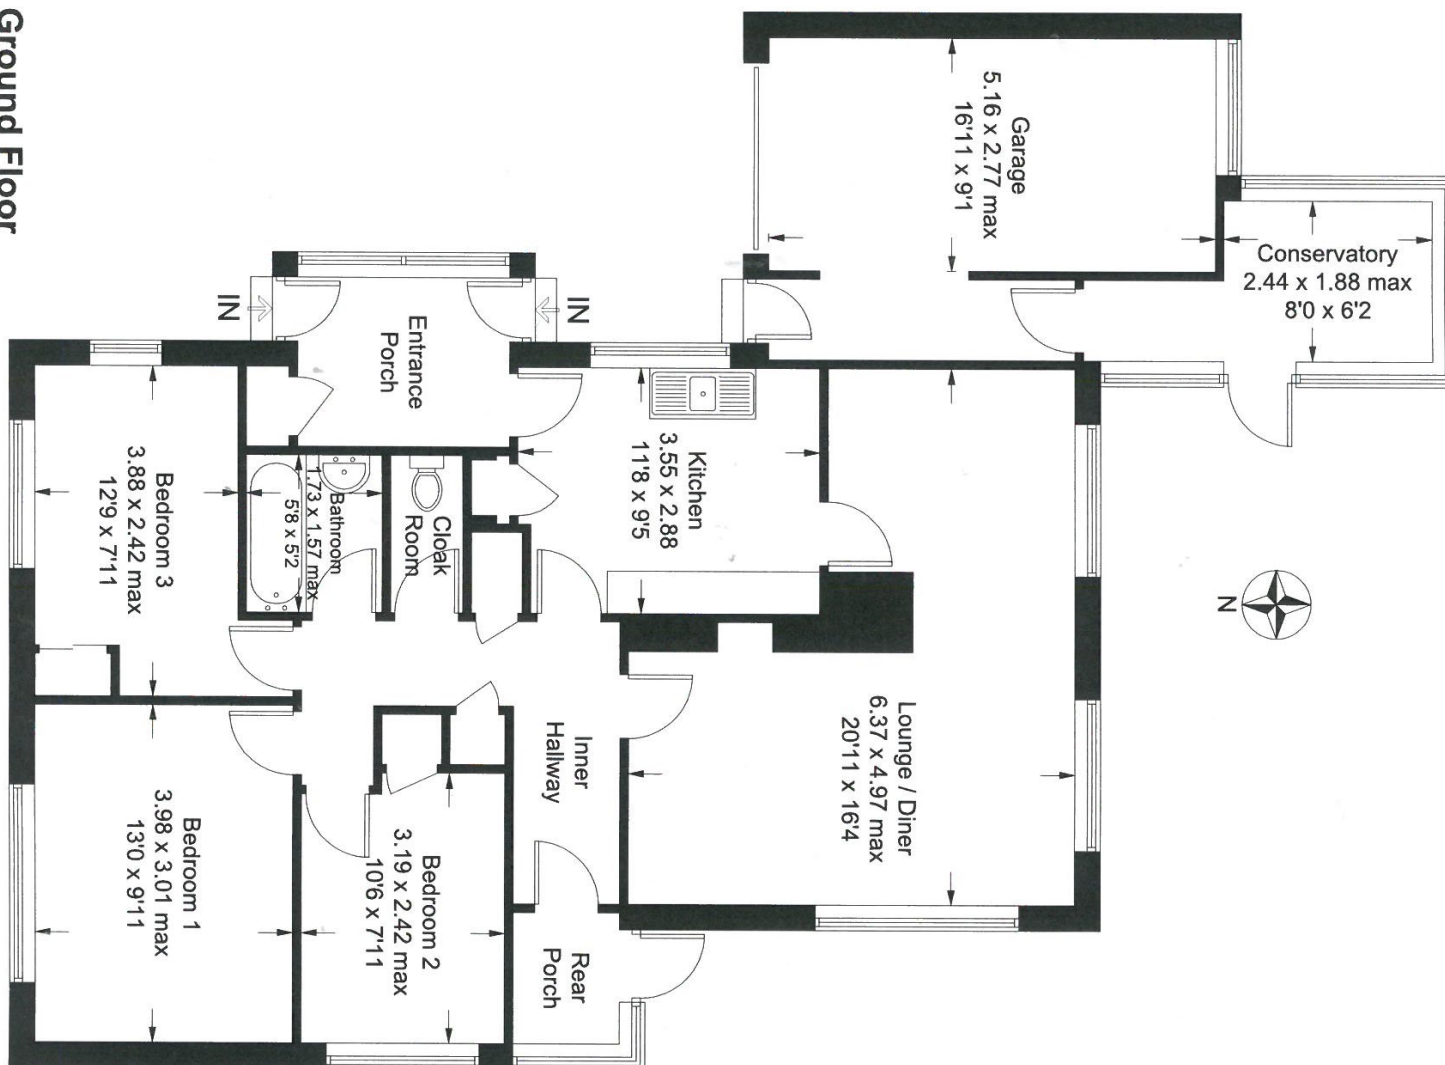 Ground Floor
Garage
5.16 x 2.77 max
16'11 x 9'1
Conservatory
2.44 x 1.88 max
8'0 x 6'2
IN
IN
Entrance
Porch
Kitchen
3.55 x 2.88
11'8 x 9'5
N
Bedroom 3
3.88 x 2.42 max
12'9 x 7'11
Bathroom
1.73 x 1.57 max
5'8 x 5'2
Cloak
Room
Lounge / Diner
6.37 x 4.97 max
20'11 x 16'4
Inner
Hallway
Bedroom 1
3.98 x 3.01 max
13'0 x 9'11
Bedroom 2
3.19 x 2.42 max
10'6 x 7'11
Rear
Porch